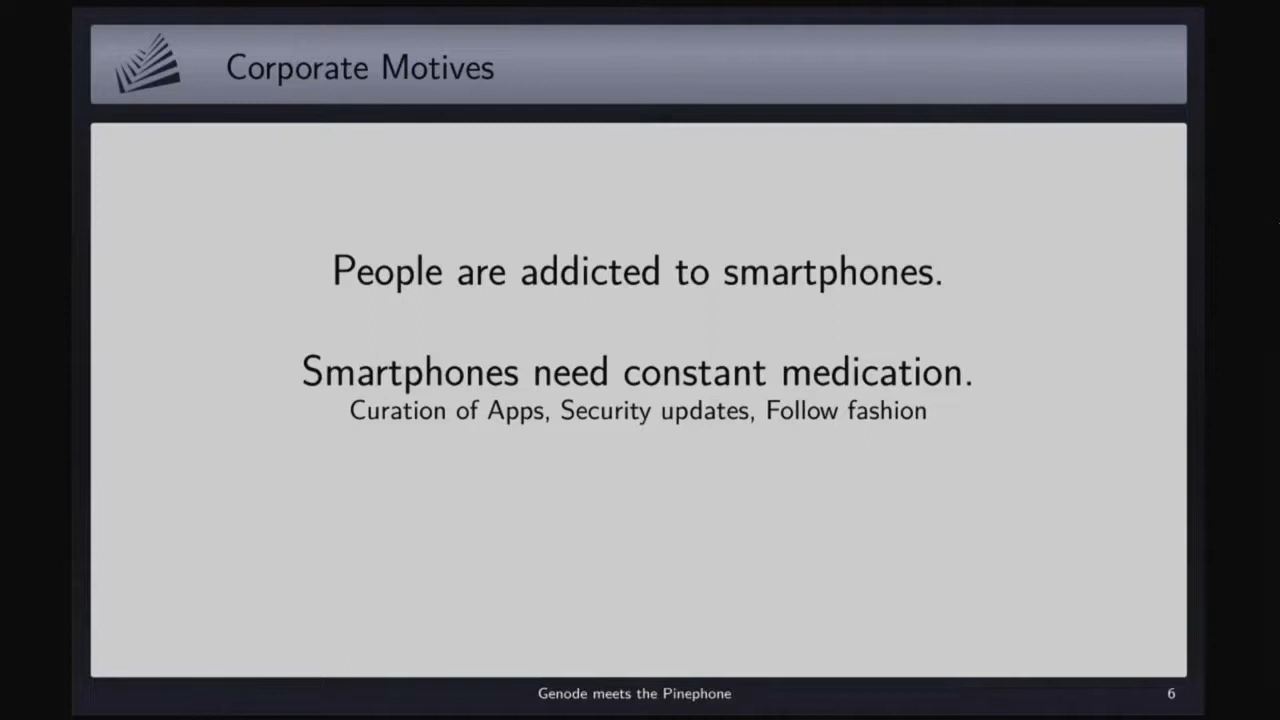 Corporate Motives
People are addicted to smartphones.
Smartphones need constant medication.
Curation of Apps, Security updates, Follow fashion
Genode meets the Pinephone
6